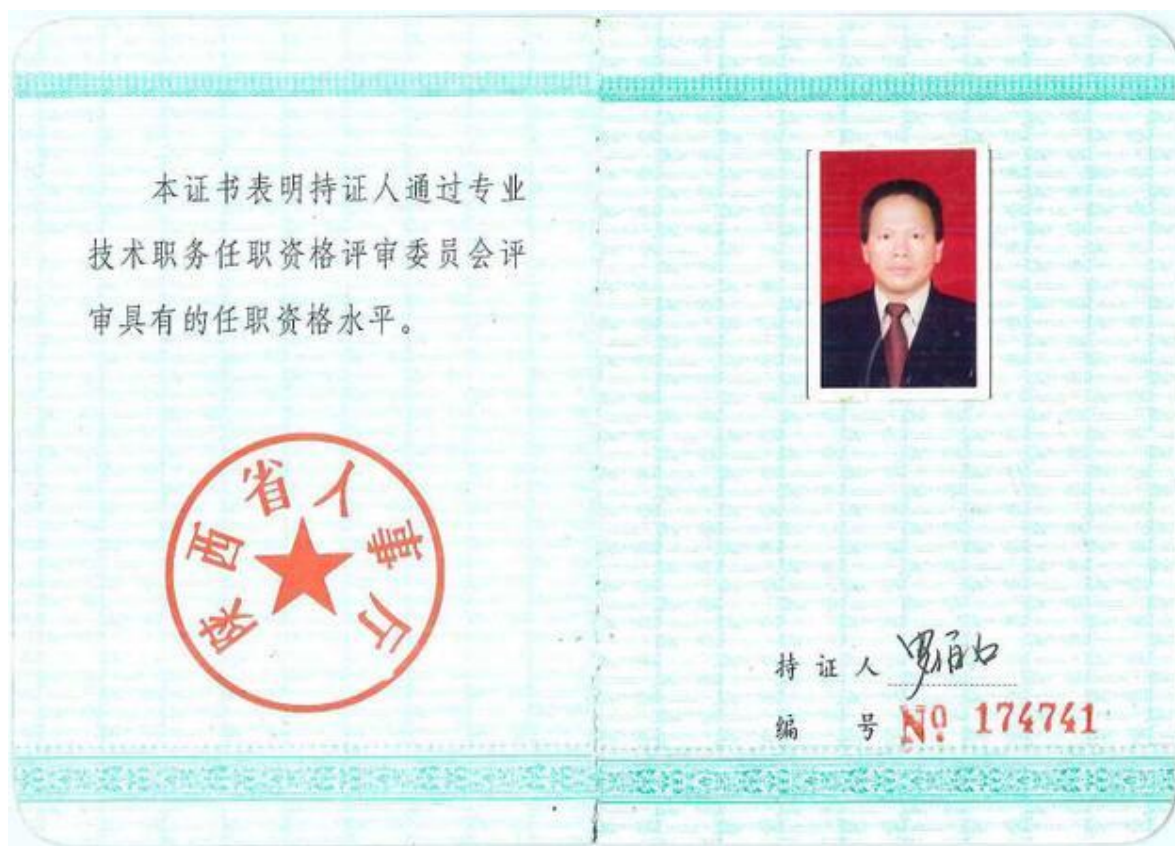 本证书表明持证人通过专业
技术职务任职资格评审委员会评
审具有的任职资格水平。
陕西省人事厅
持证人
编号 № 174741